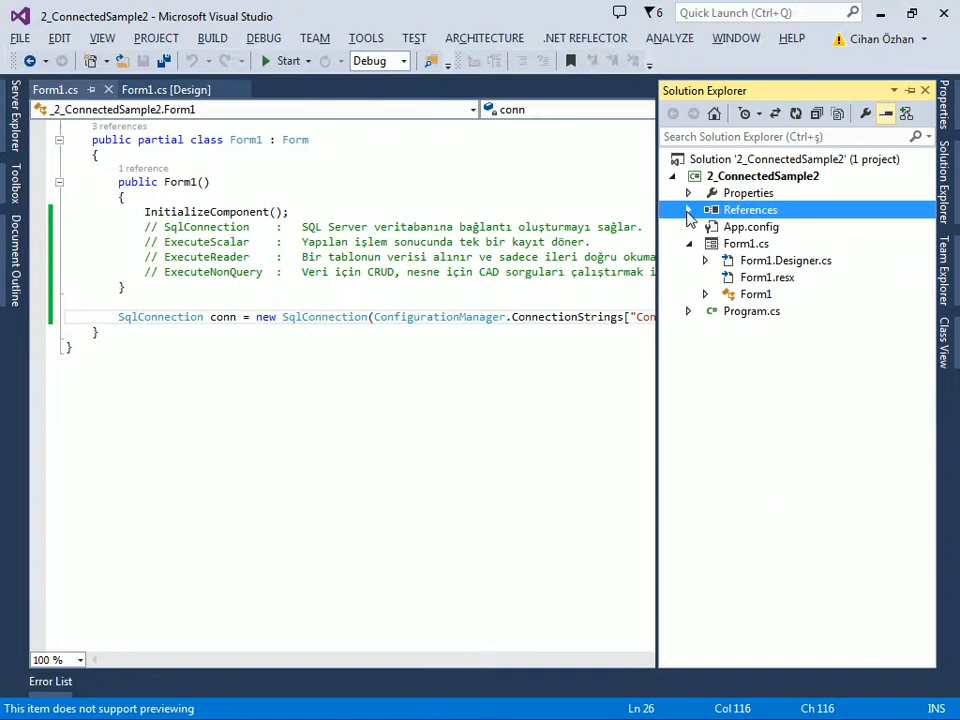 2_ConnectedSample2 - Microsoft Visual Studio
6
Quick Launch (Ctrl+Q)
FILE EDIT VIEW PROJECT BUILD DEBUG TEAM TOOLS TEST ARCHITECTURE .NET REFLECTOR ANALYZE WINDOW HELP Cihan Özhan
Start Debug
Server Explorer
Toolbox
Document Outline
Form1.cs Form1.cs [Design]
_2_ConnectedSample2.Form1 conn
3 references
public partial class Form1 : Form
{
1 reference
public Form1()
{
InitializeComponent();
// SqlConnection : SQL Server veritabanına bağlantı oluşturmayı sağlar.
// ExecuteScalar : Yapılan işlem sonucunda tek bir kayıt döner.
// ExecuteReader : Bir tablonun verisi alınır ve sadece ileri doğru okuma
// ExecuteNonQuery : Veri için CRUD, nesne için CAD sorguları çalıştırmak i
}
SqlConnection conn = new SqlConnection(ConfigurationManager.ConnectionStrings["Con
}
}
100 %
Solution Explorer
Search Solution Explorer (Ctrl+ş)
Solution '2_ConnectedSample2' (1 project)
2_ConnectedSample2
Properties
References
App.config
Form1.cs
Form1.Designer.cs
Form1.resx
Form1
Program.cs
Properties
Solution Explorer
Team Explorer
Class View
Error List
This item does not support previewing Ln 26 Col 116 Ch 116 INS